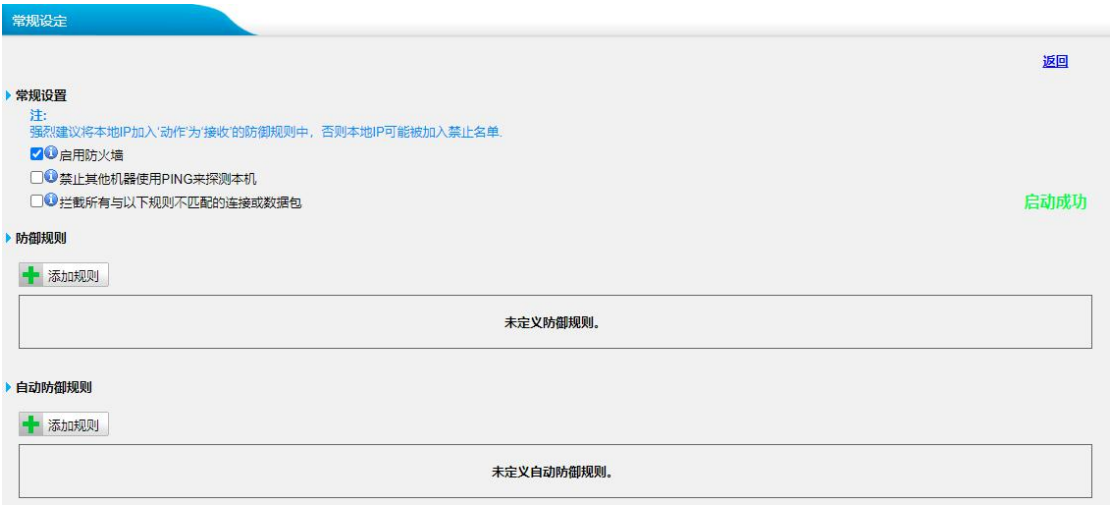 常规设定
返回
常规设置
注:
强烈建议将本地IP加入'动作'为'接收'的防御规则中，否则本地IP可能被加入禁止名单.
启用防火墙
禁止其他机器使用PING来探测本机
拦截所有与以下规则不匹配的连接或数据包
启动成功
防御规则
添加规则
未定义防御规则。
自动防御规则
添加规则
未定义自动防御规则。